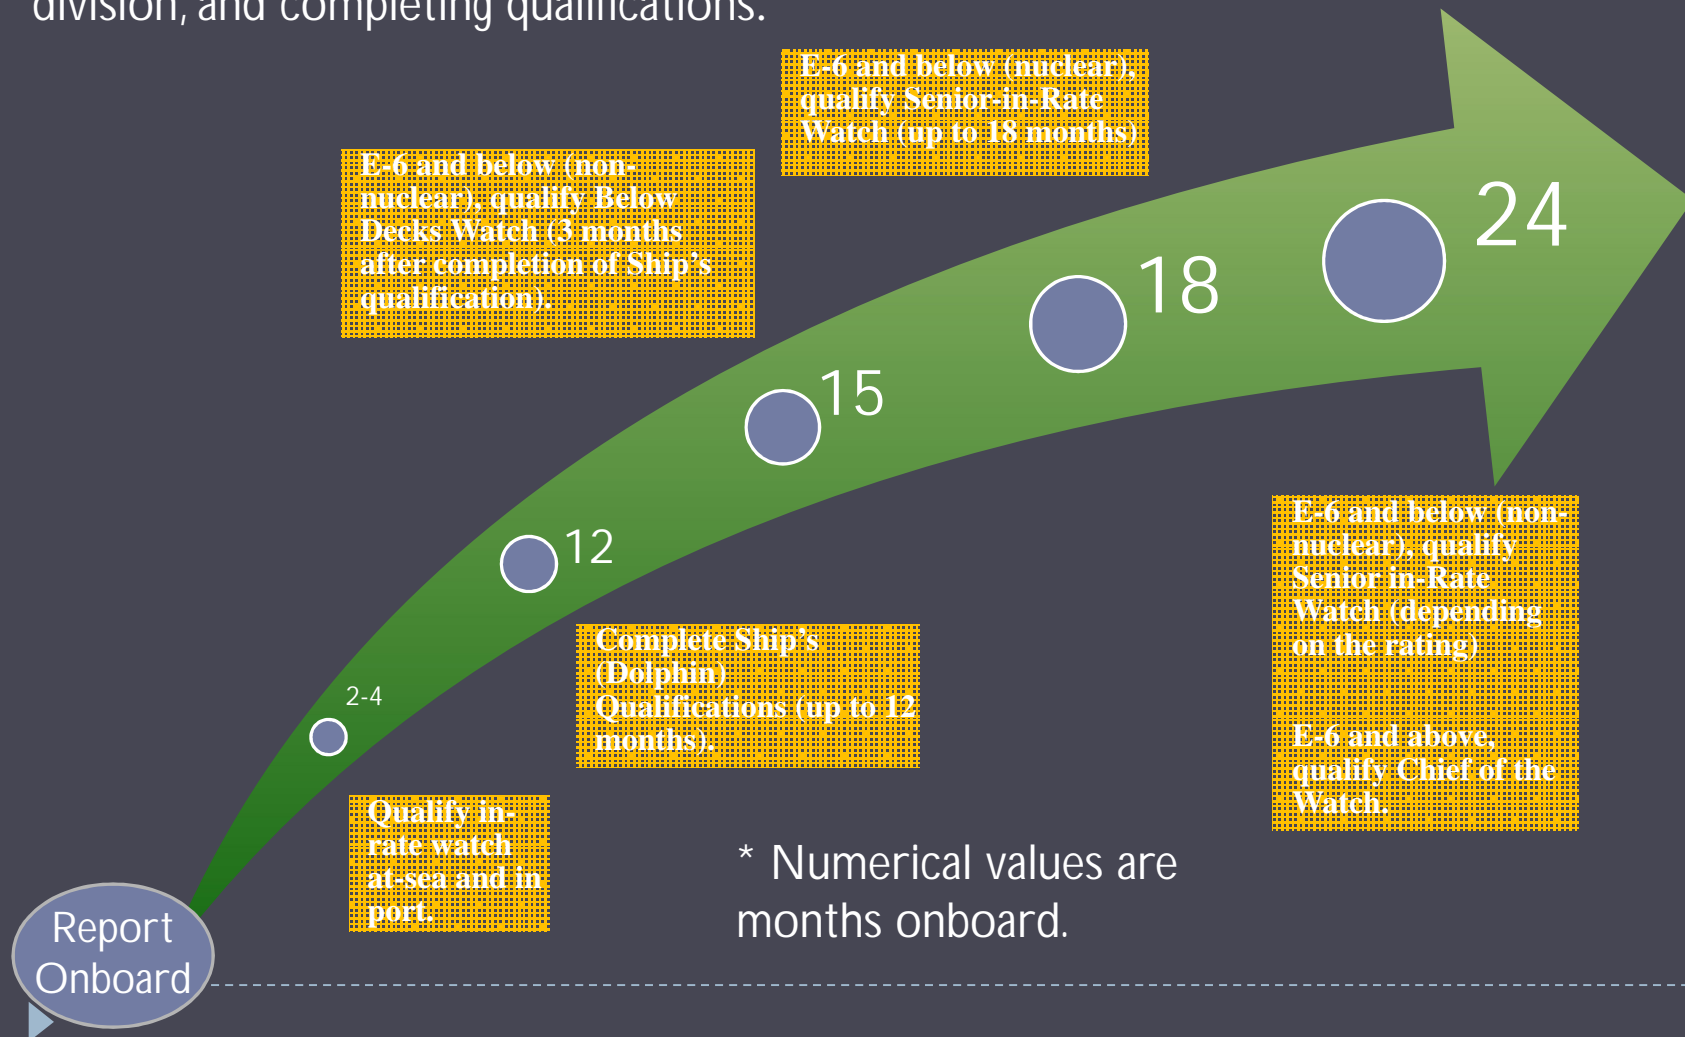 division, and completing qualifications.
E-6 and below (nuclear),
qualify Senior-in-Rate
Watch (up to 18 months)
E-6 and below (non-
nuclear), qualify Below
Decks Watch (3 months
after completion of Ship's
qualification).
24
18
15
12
2-4
E-6 and below (non-
nuclear), qualify
Senior in-Rate
Watch (depending
on the rating)
E-6 and above,
qualify Chief of the
Watch.
Complete Ship's
(Dolphin)
Qualifications (up to 12
months).
Qualify in-
rate watch
at-sea and in
port.
* Numerical values are
months onboard.
Report
Onboard